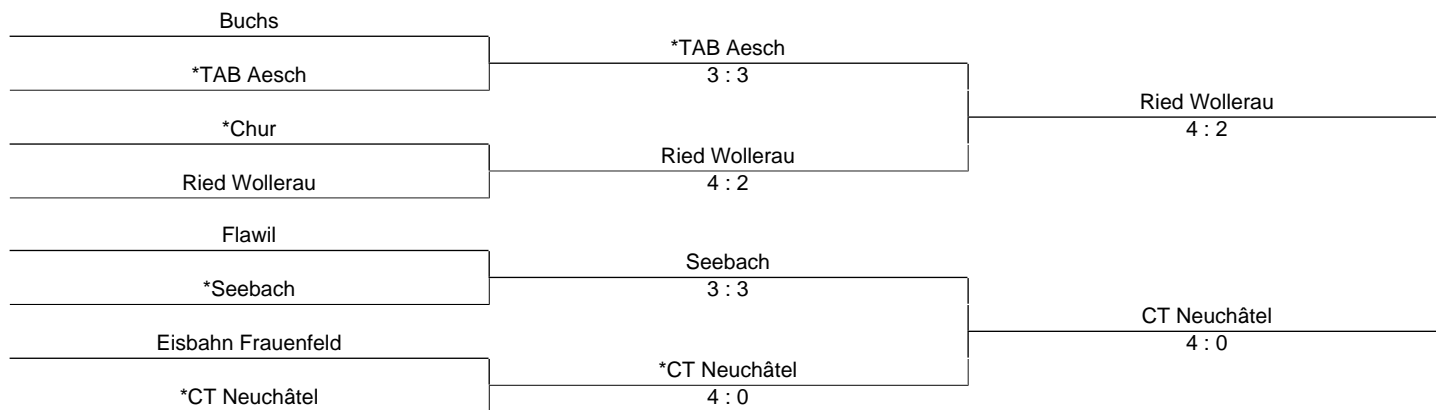 Buchs
*TAB Aesch
*TAB Aesch
3 : 3
*Chur
Ried Wollerau
Ried Wollerau
4 : 2
Ried Wollerau
4 : 2
Flawil
*Seebach
Seebach
3 : 3
Eisbahn Frauenfeld
*CT Neuchâtel
*CT Neuchâtel
4 : 0
CT Neuchâtel
4 : 0